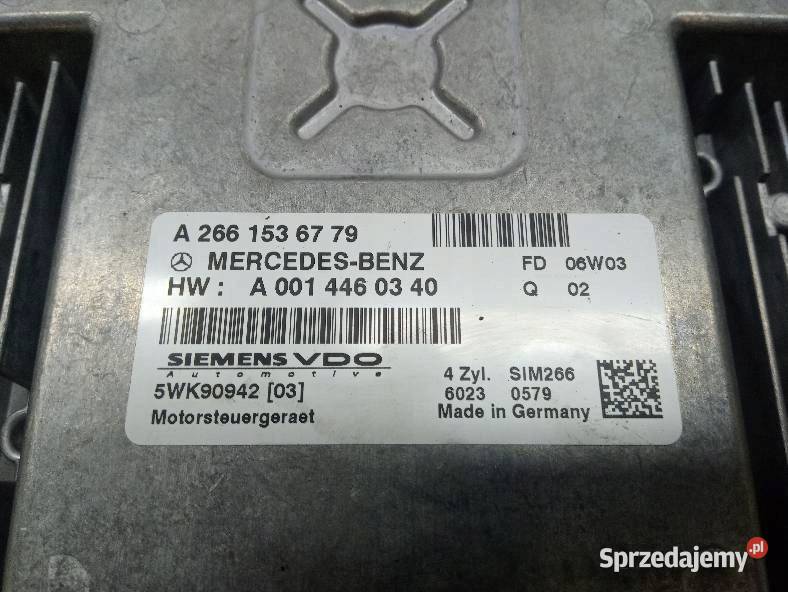 A 266 153 67 79
MERCEDES-BENZ FD 06W03
HW : A 001 446 03 40 Q 02
SIEMENS VDO
Automotive
4 Zyl. SIM266
5WK90942 [03] 6023 0579
Motorsteuergeraet Made in Germany
Sprzedajemy.pl